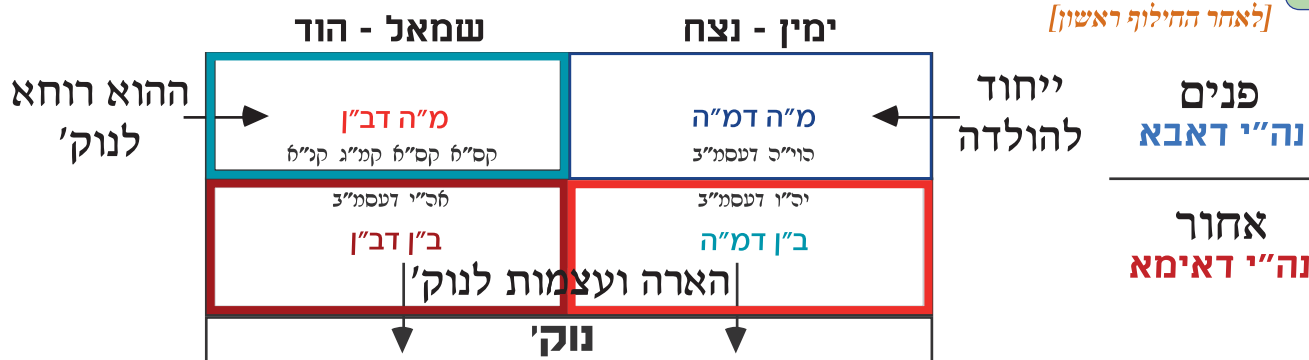 [לאחר החילוף ראשון]
ימין - נצח
שמאל - הוד
פנים
נה״י דאבא
ייחוד
להולדה
מ״ה דמ״ה
הוי״ה דעסמ״ב
מ״ה דב״ן
קס״א קס״א קמ״ג קנ״א
ההוא רוחא
לנוק׳
אחור
נה״י דאימא
יה״ו דעסמ״ב
ב״ן דמ״ה
אה״י דעסמ״ב
ב״ן דב״ן
הארה ועצמות לנוק׳
נוק׳